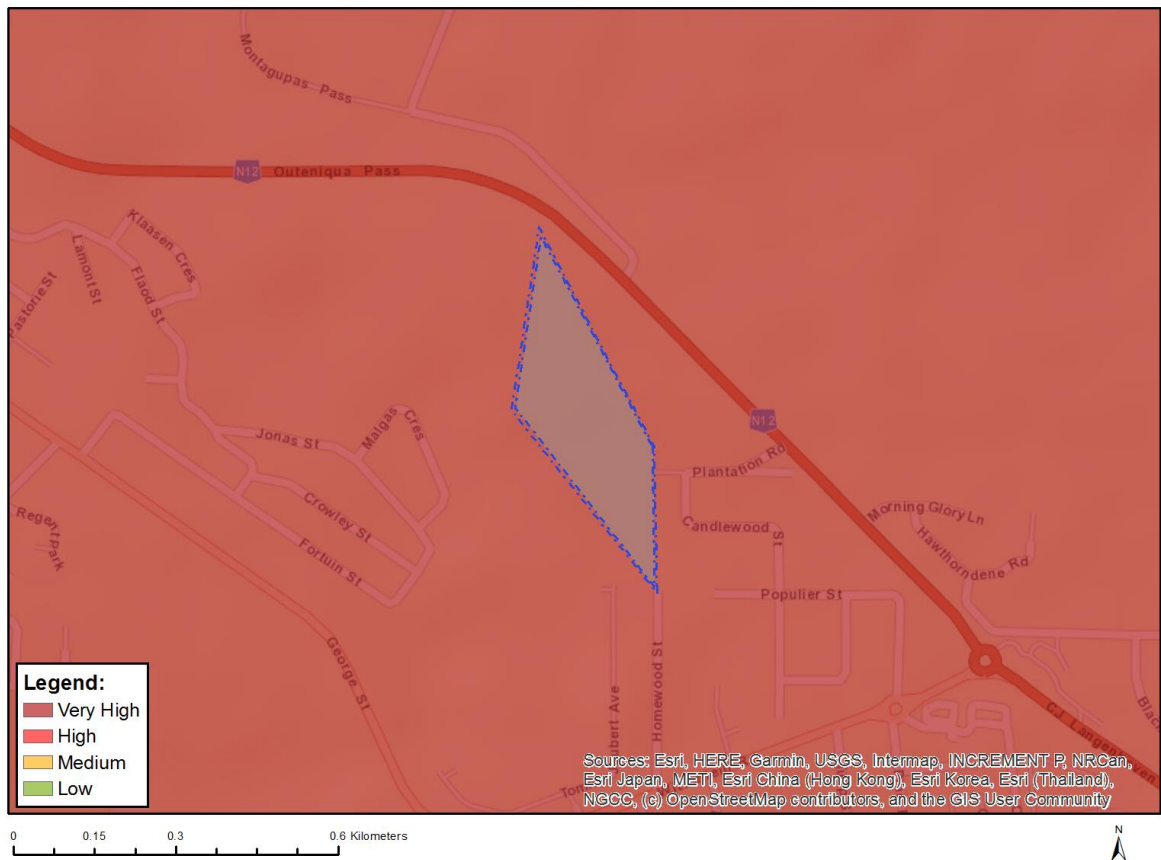 Montagupas Pass
N12
Outeniqua Pass
Klaasen Cres
Lamont St
Flaod St
Pastorie St
Malgas Cres
Jonas St
N12
Plantation Rd
Crowley St
Morning Glory Ln
Regent Park
Candlewood St
Hawthorndene Rd
Fortuin St
Populier St
George St
Homewood St
Legend:
Very High
High
Medium
Low
CJ Langenhoven
Sources: Esri, HERE, Garmin, USGS, Intermap, INCREMENT P, NRCan,
Esri Japan, METI, Esri China (Hong Kong), Esri Korea, Esri (Thailand),
NGCC, (c) OpenStreetMap contributors, and the GIS User Community
0 0.15 0.3 0.6 Kilometers
N